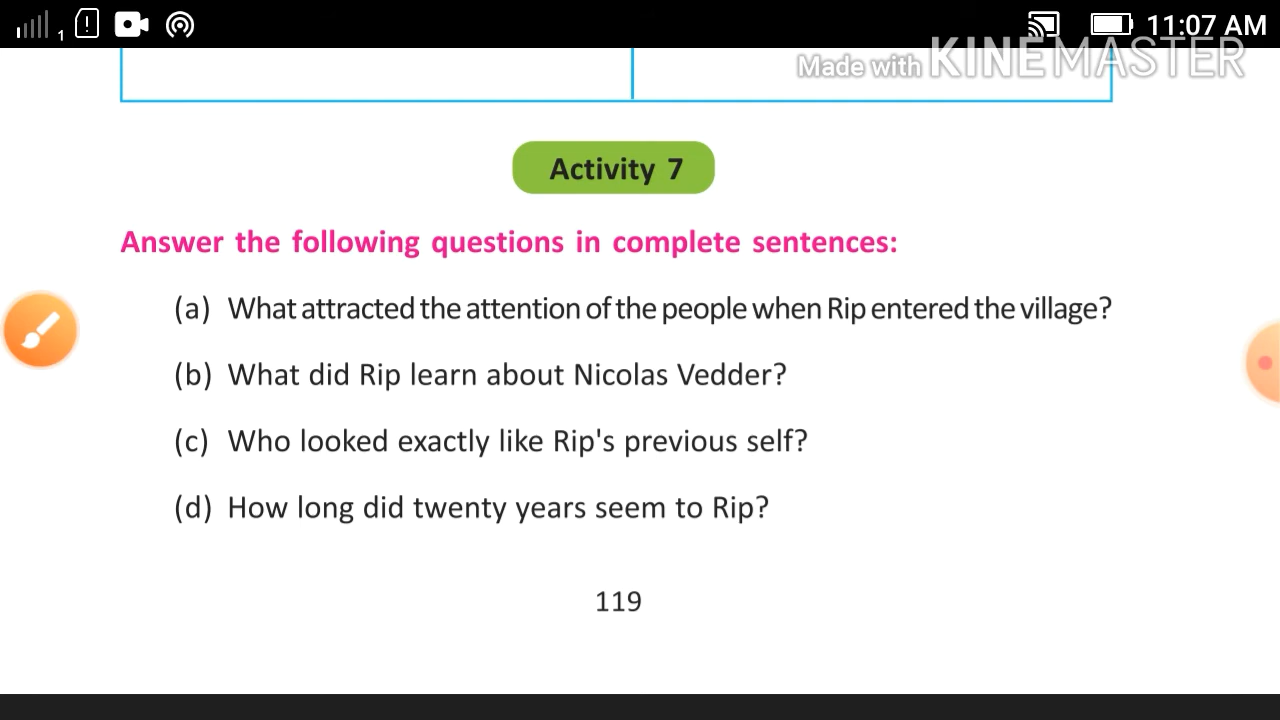 1 11:07 AM
Made with KINEMASTER
Activity 7
Answer the following questions in complete sentences:
(a) What attracted the attention of the people when Rip entered the village?
(b) What did Rip learn about Nicolas Vedder?
(c) Who looked exactly like Rip's previous self?
(d) How long did twenty years seem to Rip?
119